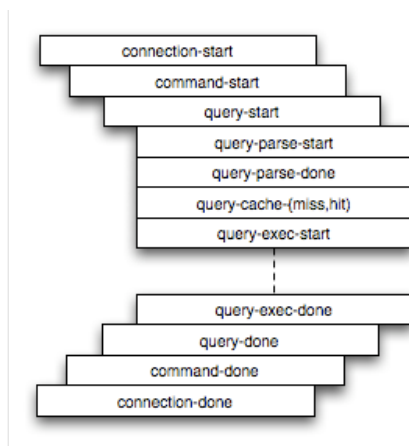 connection-start
command-start
query-start
query-parse-start
query-parse-done
query-cache-(miss,hit)
query-exec-start
query-exec-done
query-done
command-done
connection-done